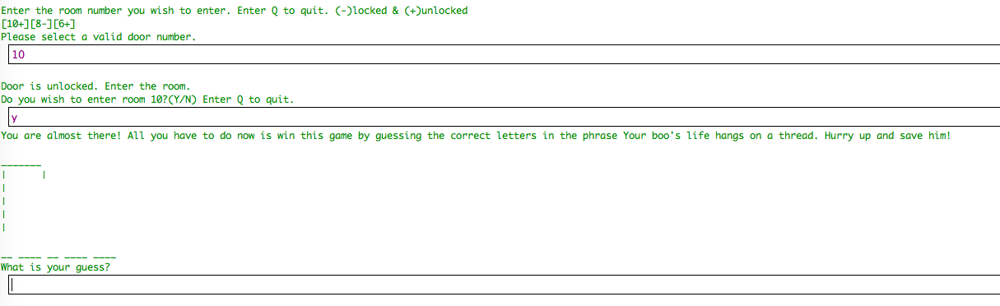 Enter the room number you wish to enter. Enter Q to quit. (-)locked & (+)unlocked
[10+][8-][6+]
Please select a valid door number.
10
Door is unlocked. Enter the room.
Do you wish to enter room 10?(Y/N) Enter Q to quit.
y
You are almost there! All you have to do now is win this game by guessing the correct letters in the phrase Your boo's life hangs on a thread. Hurry up and save him!
_______
|      |
|
|
|
|
__ ____ __ ____ ____
What is your guess?